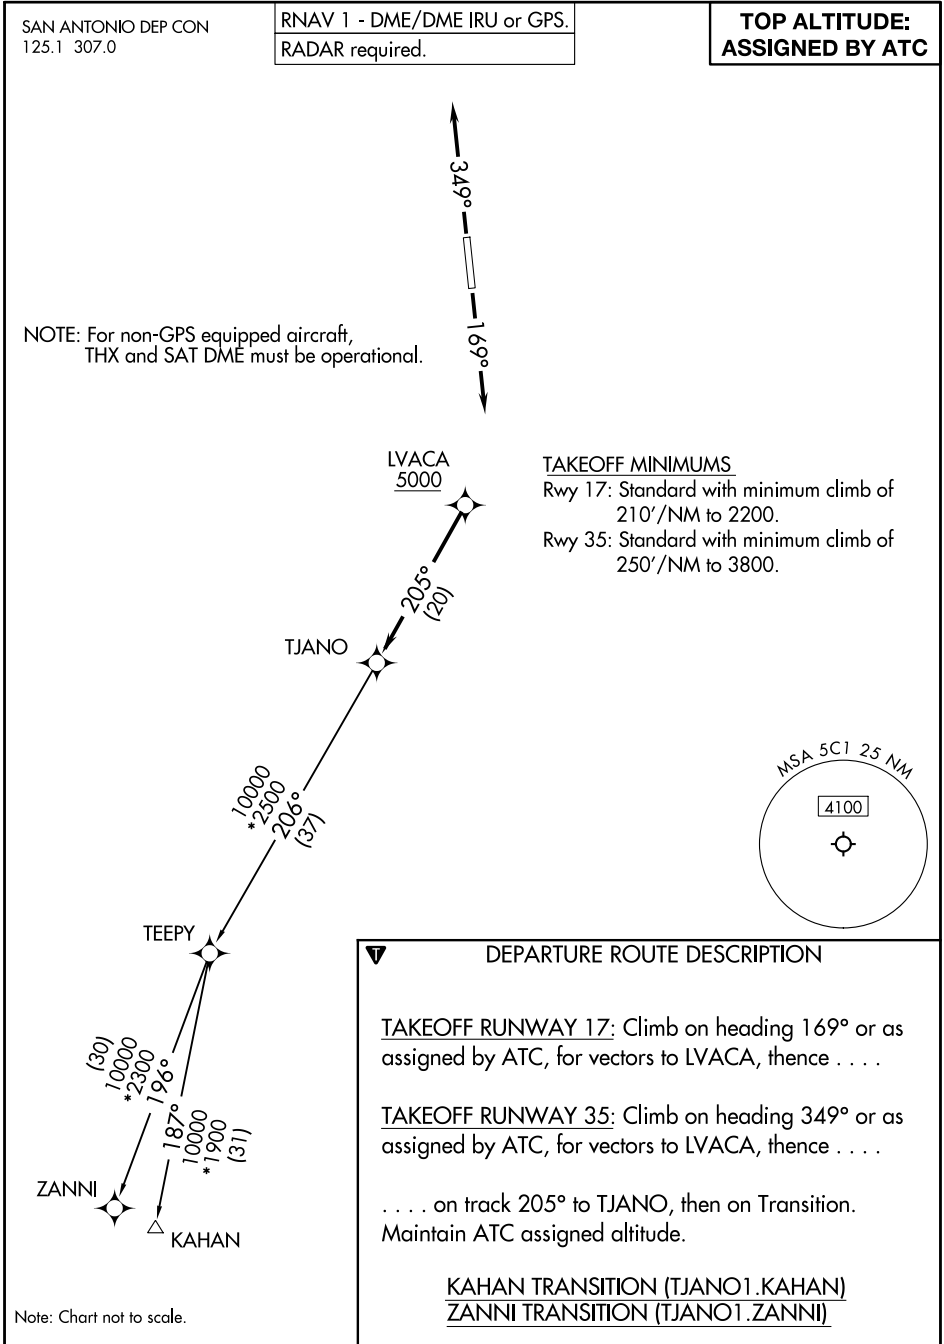 SAN ANTONIO DEP CON
125.1 307.0
RNAV 1 - DME/DME IRU or GPS.
RADAR required.
TOP ALTITUDE:
ASSIGNED BY ATC
349°
169°
NOTE: For non-GPS equipped aircraft,
THX and SAT DME must be operational.
LVACA
5000
TAKEOFF MINIMUMS
Rwy 17: Standard with minimum climb of
210'/NM to 2200.
Rwy 35: Standard with minimum climb of
250'/NM to 3800.
205°
(20)
TJANO
10000
*2500
206°
(37)
MSA 5C1 25 NM
4100
TEEPY
(30)
10000
*2300
196°
187°
10000
*1900
(31)
ZANNI
KAHAN
Note: Chart not to scale.
T
DEPARTURE ROUTE DESCRIPTION
TAKEOFF RUNWAY 17: Climb on heading 169° or as
assigned by ATC, for vectors to LVACA, thence . . . .
TAKEOFF RUNWAY 35: Climb on heading 349° or as
assigned by ATC, for vectors to LVACA, thence . . . .
. . . . on track 205° to TJANO, then on Transition.
Maintain ATC assigned altitude.
KAHAN TRANSITION (TJANO1.KAHAN)
ZANNI TRANSITION (TJANO1.ZANNI)